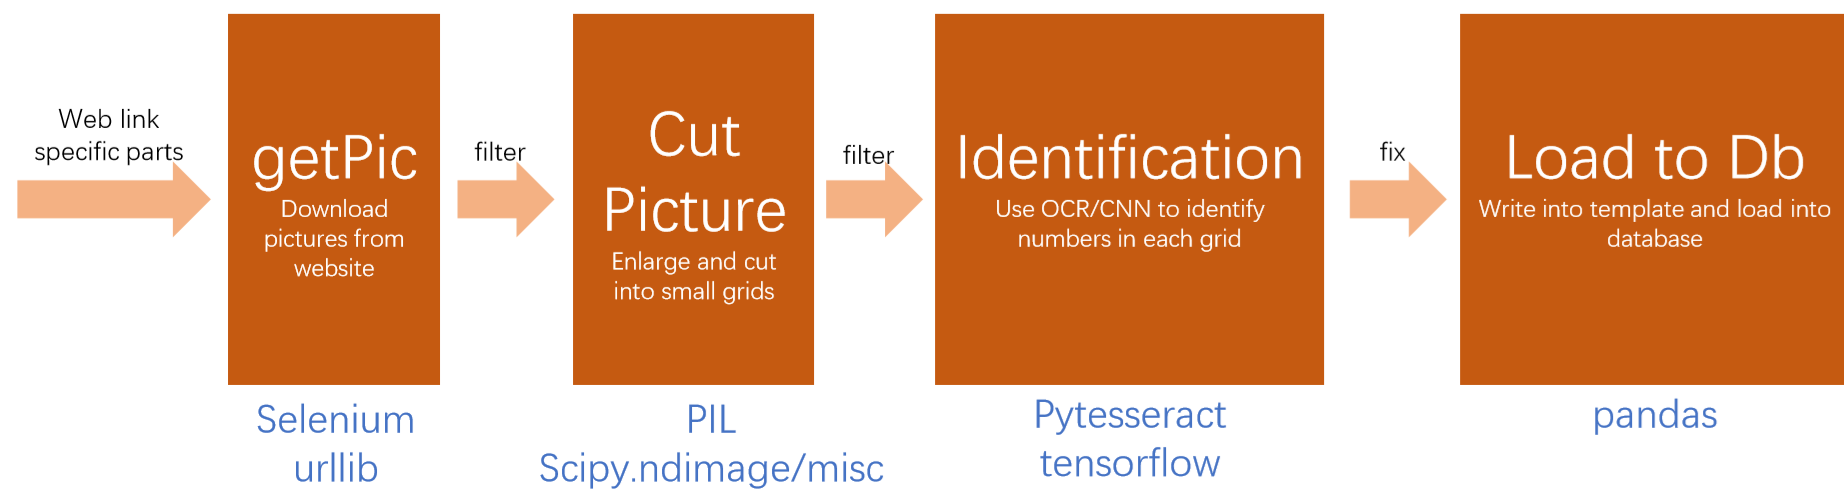 Web link
specific parts
getPic
Download
pictures from
website
Selenium
urllib
filter
Cut
Picture
Enlarge and cut
into small grids
PIL
Scipy.ndimage/misc
filter
Identification
Use OCR/CNN to identify
numbers in each grid
Pytesseract
tensorflow
fix
Load to Db
Write into template and load into
database
pandas